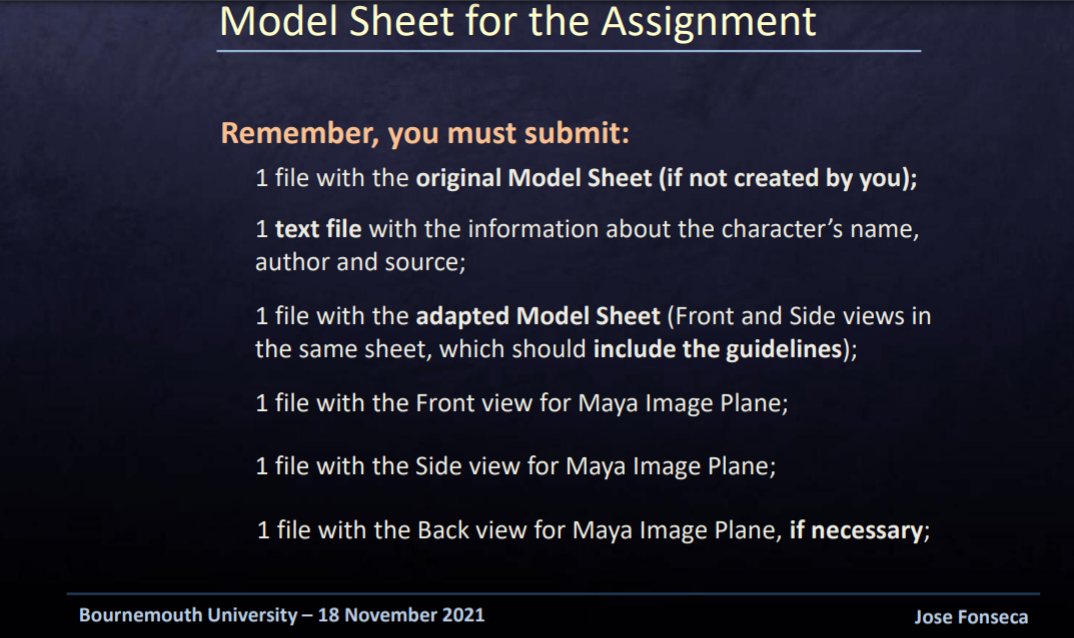 Model Sheet for the Assignment
Remember, you must submit:
1 file with the original Model Sheet (if not created by you);
1 text file with the information about the character’s name,
author and source;
1 file with the adapted Model Sheet (Front and Side views in
the same sheet, which should include the guidelines);
1 file with the Front view for Maya Image Plane;
1 file with the Side view for Maya Image Plane;
1 file with the Back view for Maya Image Plane, if necessary;
Bournemouth University – 18 November 2021
Jose Fonseca